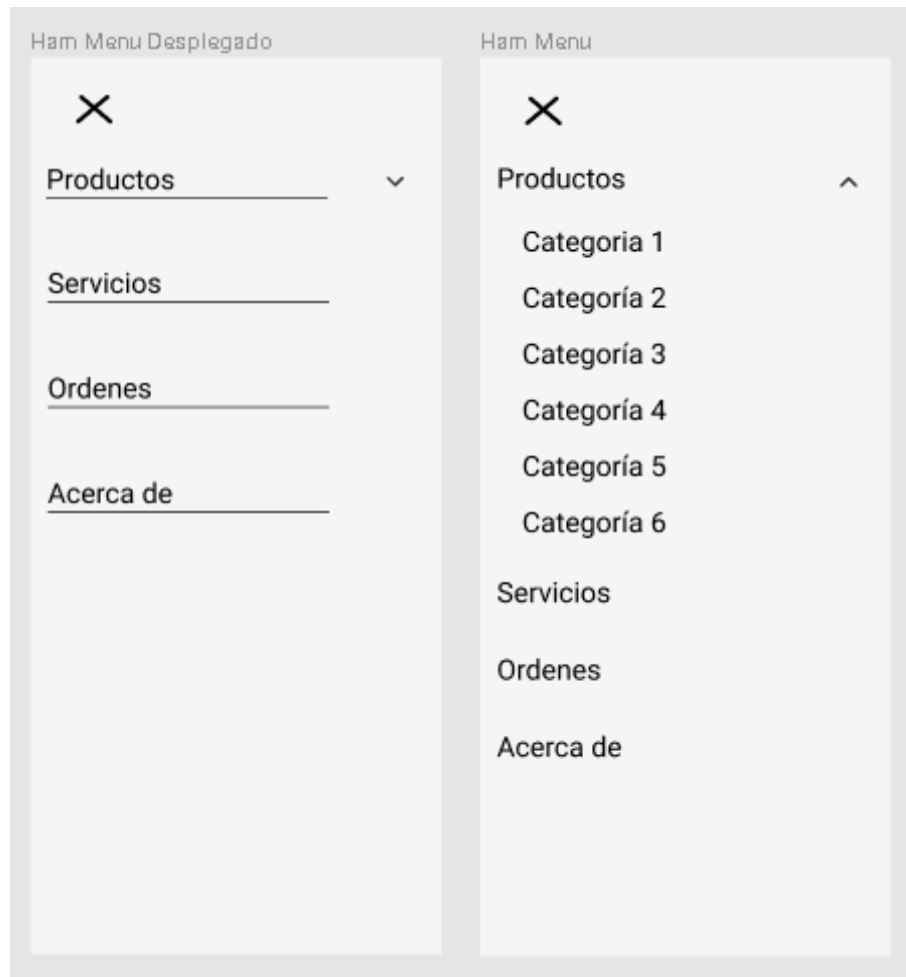 Ham Menu Desplegado
Productos
Servicios
Ordenes
Acerca de
Ham Menu
Productos
Categoria 1
Categoría 2
Categoría 3
Categoría 4
Categoría 5
Categoría 6
Servicios
Ordenes
Acerca de